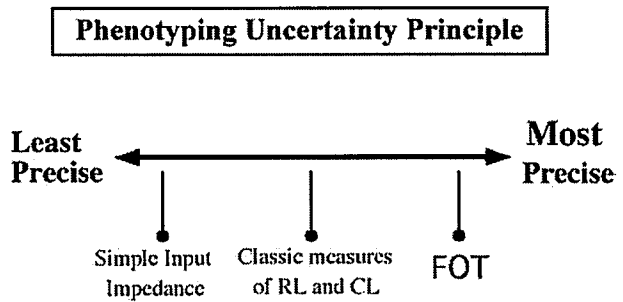 Phenotyping Uncertainty Principle
Least
Precise
Most
Precise
Simple Input
Impedance
Classic measures
of RL and CL
FOT